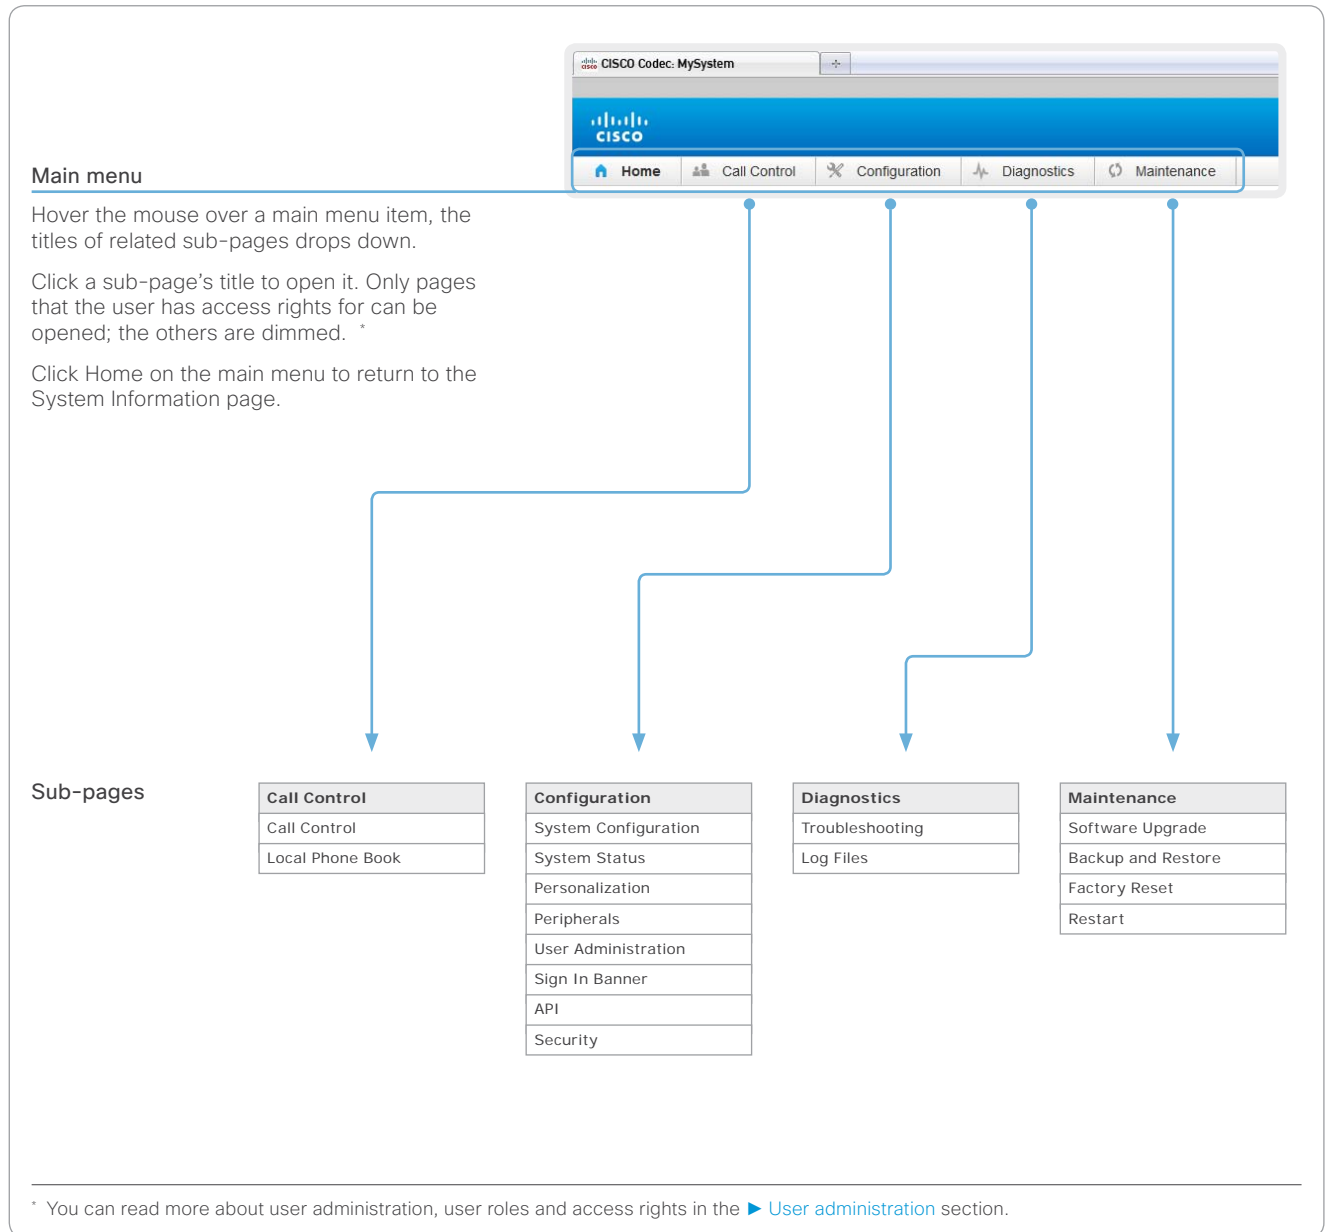 CISCO Codec: MySystem
CISCO
Home Call Control Configuration Diagnostics Maintenance
Main menu
Hover the mouse over a main menu item, the
titles of related sub-pages drops down.
Click a sub-page’s title to open it. Only pages
that the user has access rights for can be
opened; the others are dimmed. *
Click Home on the main menu to return to the
System Information page.
Sub-pages
Call Control
Call Control
Local Phone Book
Configuration
System Configuration
System Status
Personalization
Peripherals
User Administration
Sign In Banner
API
Security
Diagnostics
Troubleshooting
Log Files
Maintenance
Software Upgrade
Backup and Restore
Factory Reset
Restart
* You can read more about user administration, user roles and access rights in the ► User administration section.